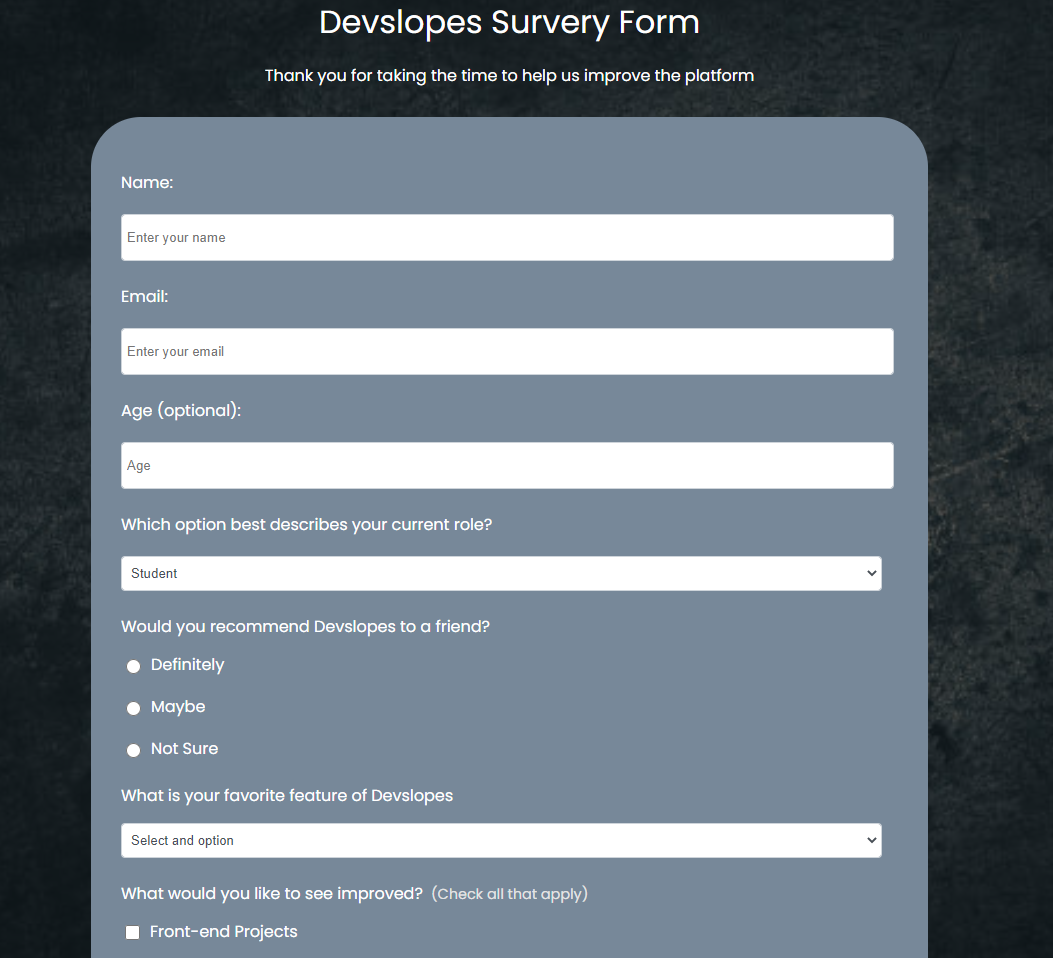 Devslopes Survery Form
Thank you for taking the time to help us improve the platform
Name:
Enter your name
Email:
Enter your email
Age (optional):
Age
Which option best describes your current role?
Student
Would you recommend Devslopes to a friend?
Definitely
Maybe
Not Sure
What is your favorite feature of Devslopes
Select and option
What would you like to see improved? (Check all that apply)
Front-end Projects